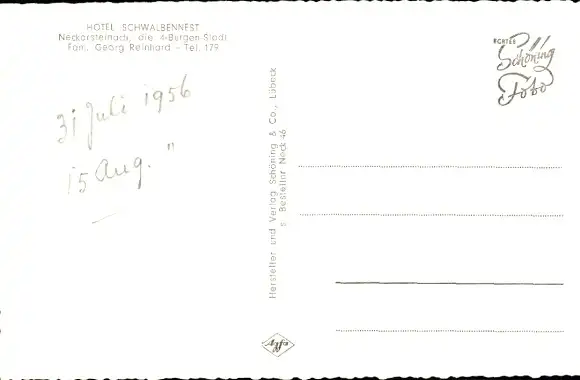 HOTEL SCHWALBENNEST
Neckarsteinach, die 4-Burgen-Stadt
Fam. Georg Reinhard - Tel. 179
31 Juli 1956
15 Aug. "
Hersteller und Verlag Schöning & Co., Lübeck
s Bestellnr Neck 46
ECHTES
Schöning
Foto
Agfa